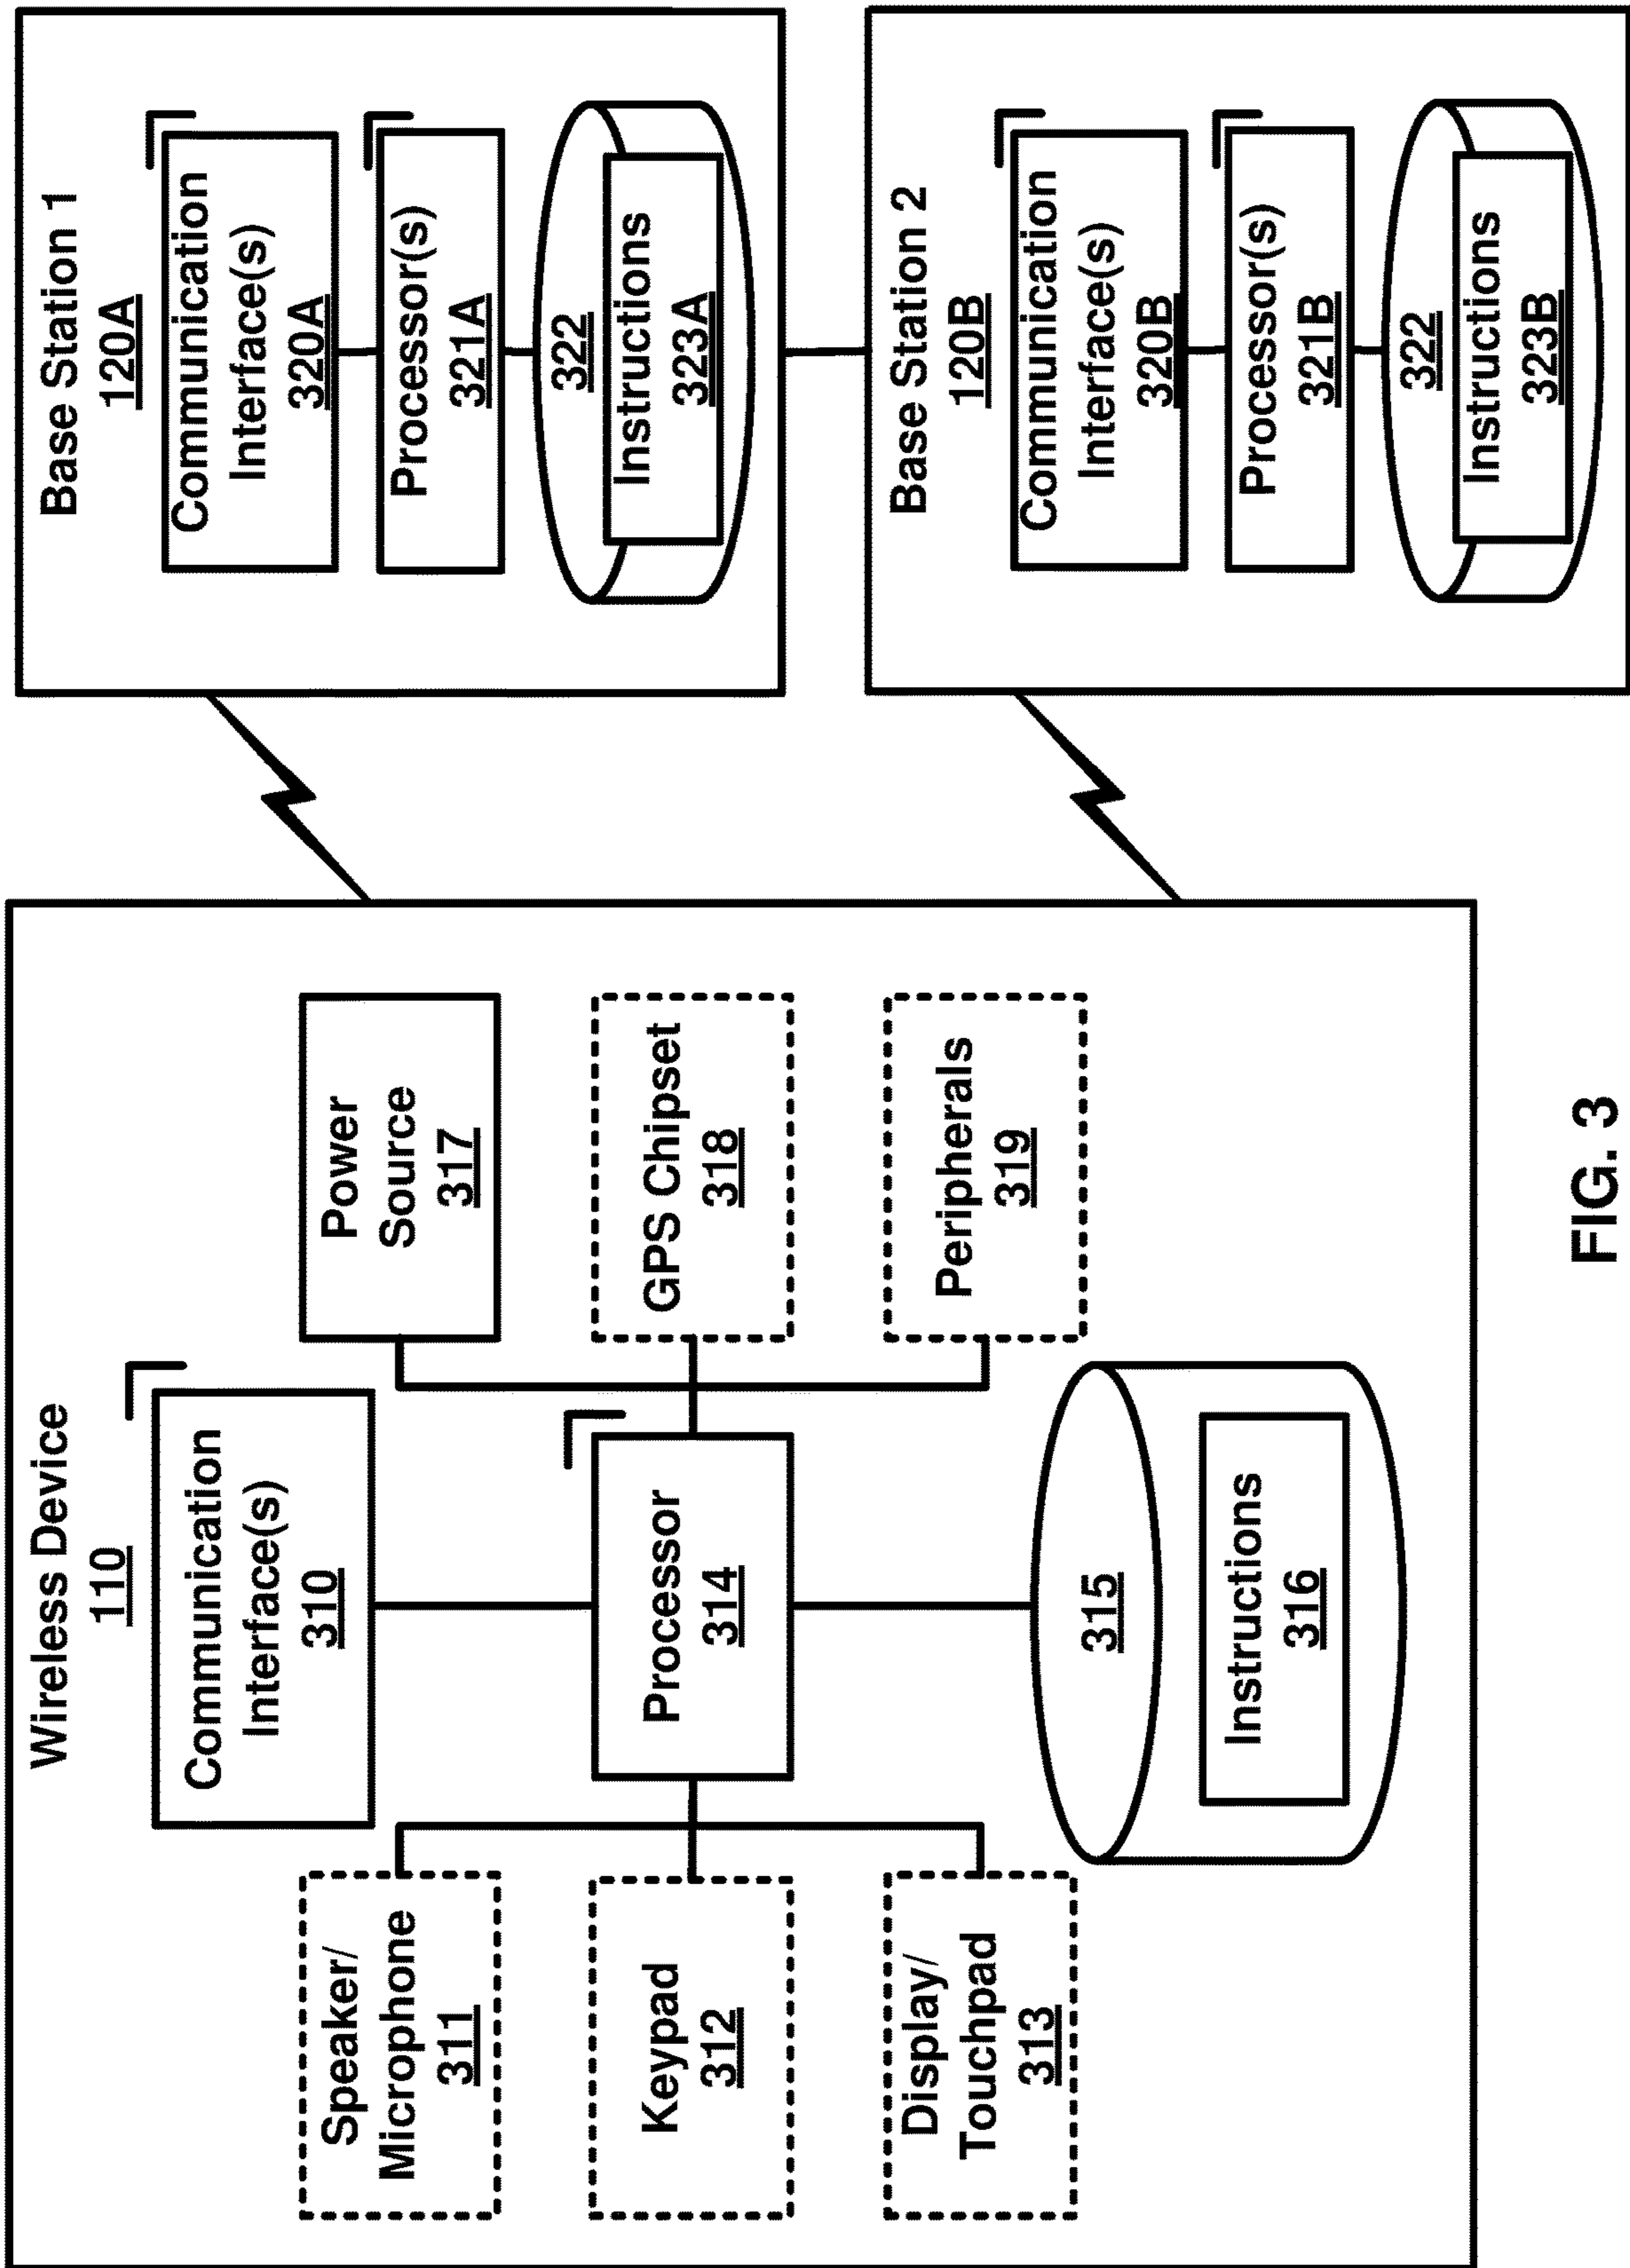 Wireless Device
110
Communication
Interface(s)
310
Speaker/
Microphone
311
Keypad
312
Display/
Touchpad
313
Processor
314
Power
Source
317
GPS Chipset
318
Peripherals
319
315
Instructions
316
Base Station 1
120A
Communication
Interface(s)
320A
Processor(s)
321A
322
Instructions
323A
Base Station 2
120B
Communication
Interface(s)
320B
Processor(s)
321B
322
Instructions
323B
FIG. 3